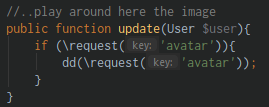 //..play around here the image
public function update(User $user){
if (\request( key: 'avatar')){
dd(\request( key: 'avatar'));
}
}